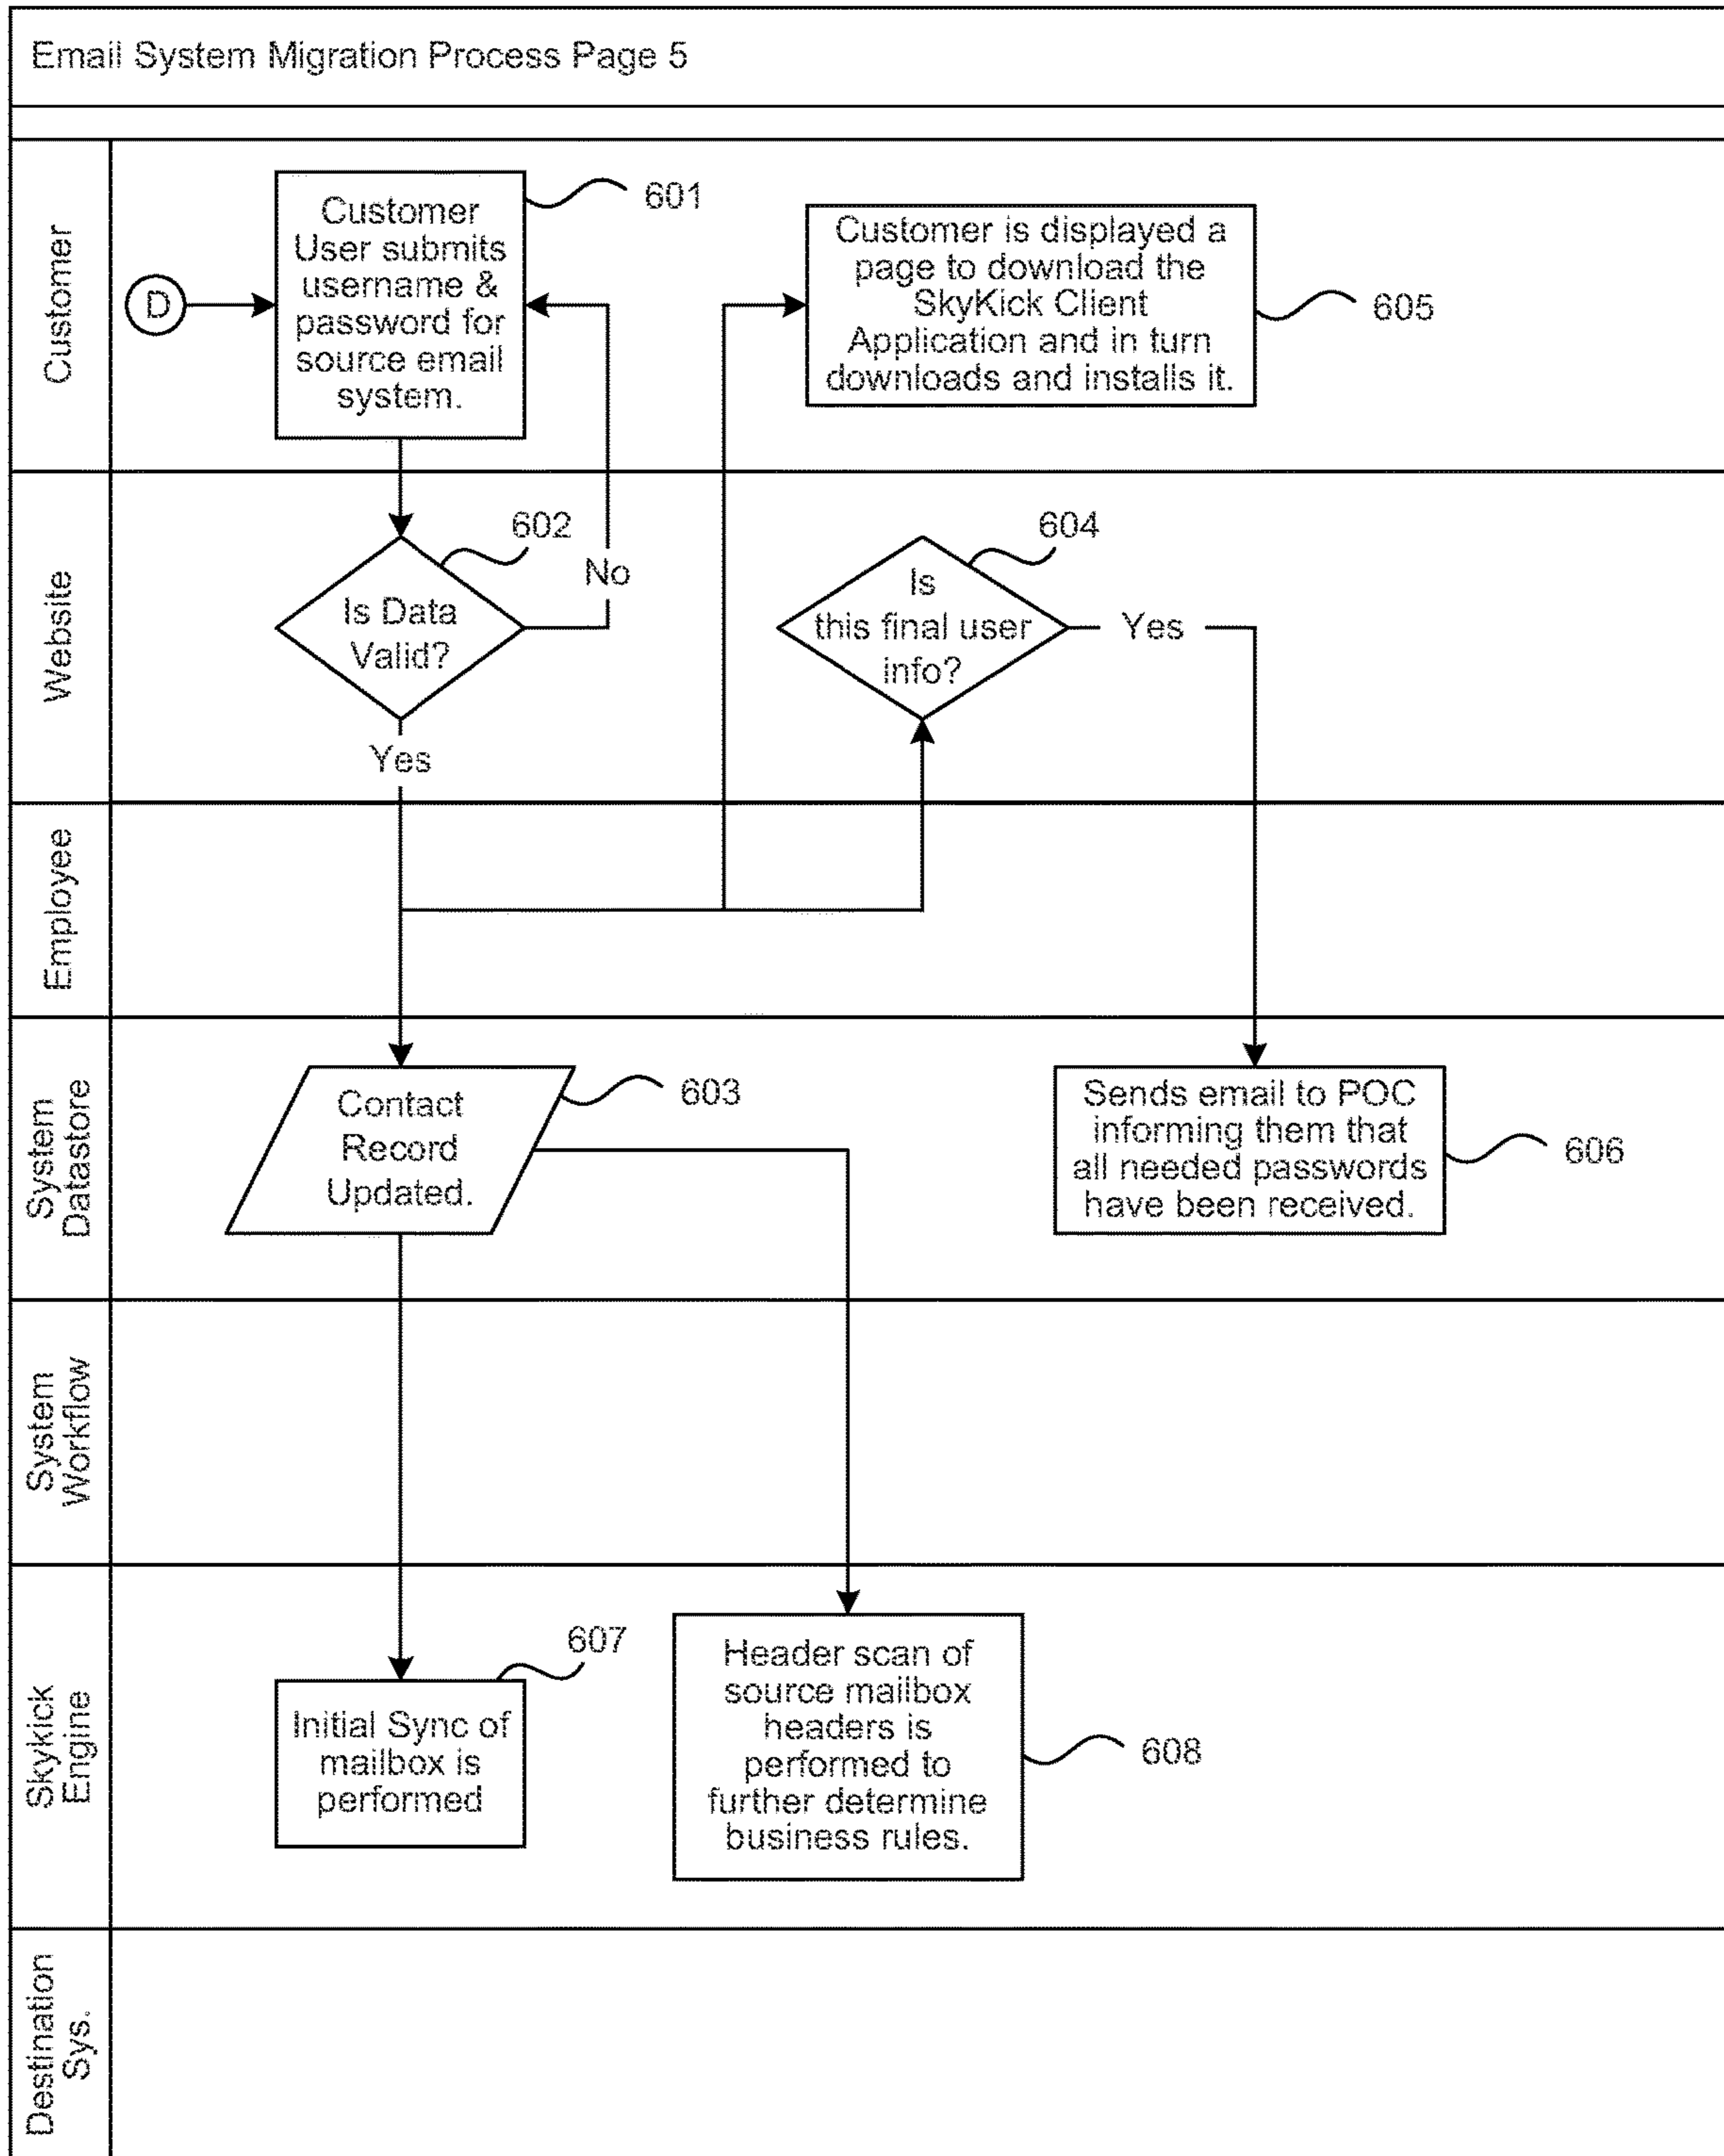 Email System Migration Process Page 5
Customer
D
Customer
User submits
username &
password for
source email
system.
601
Customer is displayed a
page to download the
SkyKick Client
Application and in turn
downloads and installs it.
605
Website
Is Data
Valid?
602
No
Yes
Is
this final user
info?
604
Yes
Employee
System
Datastore
Contact
Record
Updated.
603
Sends email to POC
informing them that
all needed passwords
have been received.
606
System
Workflow
Skykick
Engine
Initial Sync of
mailbox is
performed
607
Header scan of
source mailbox
headers is
performed to
further determine
business rules.
608
Destination
Sys.